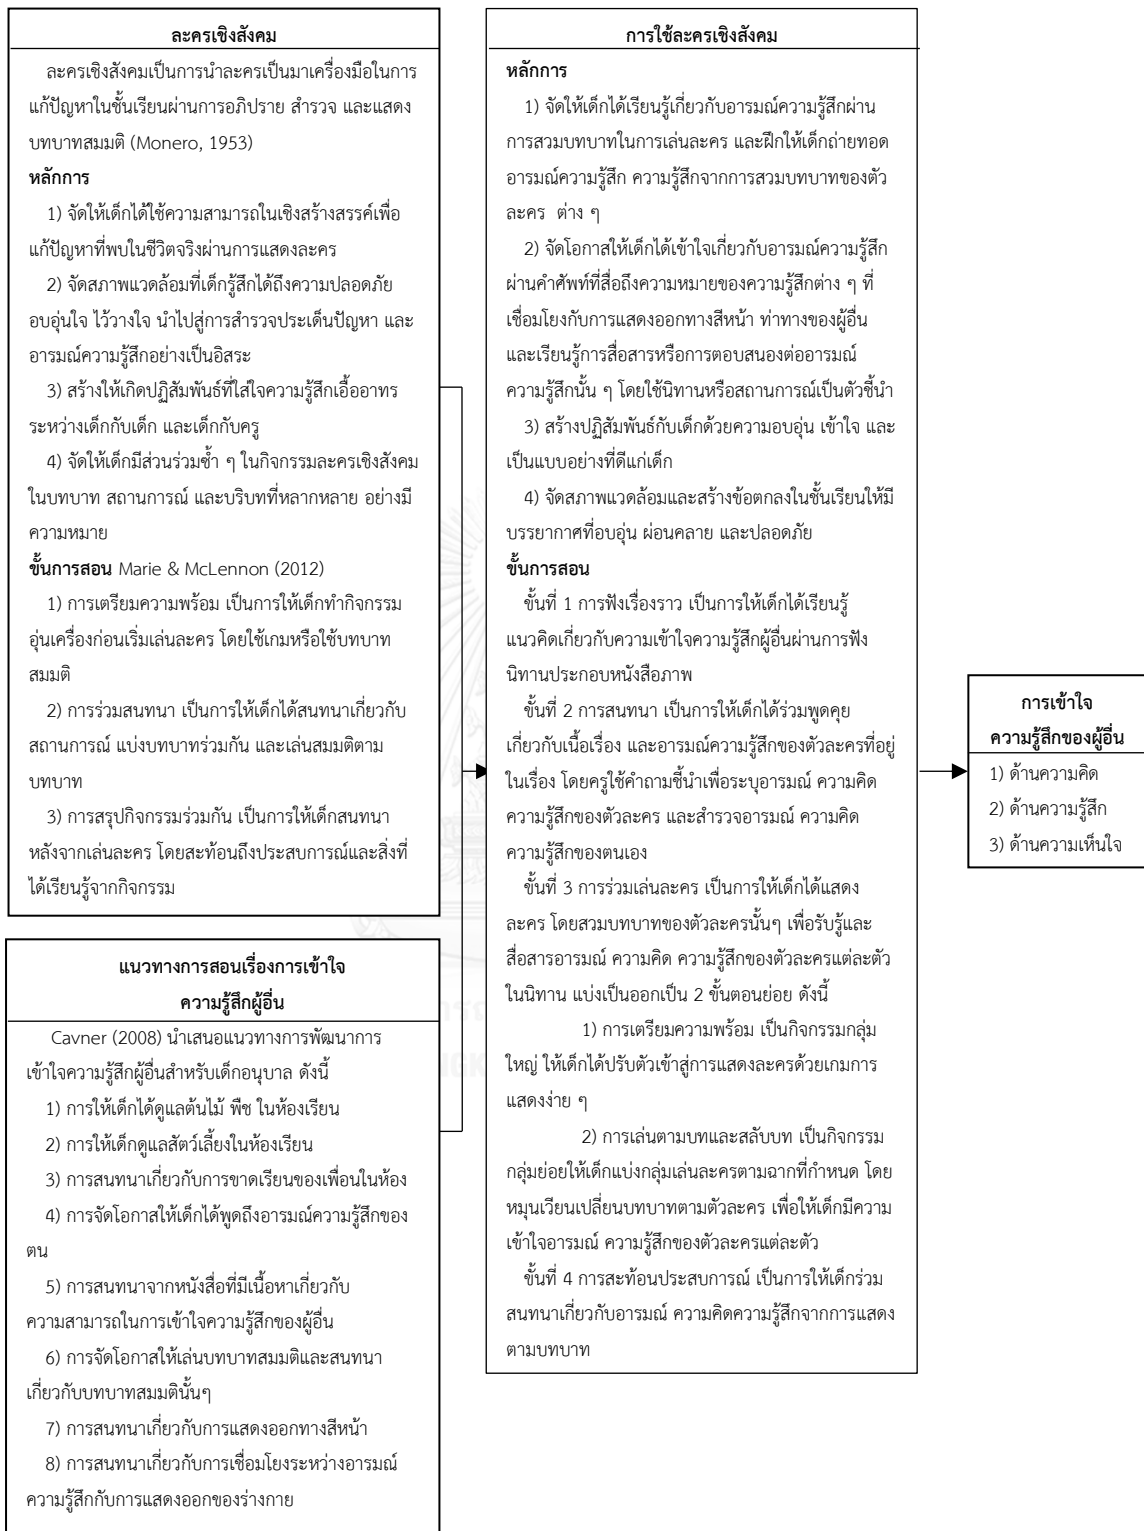 ละครเชิงสังคม
ละครเชิงสังคมเป็นการนำละครเป็นมาเครื่องมือในการ
แก้ปัญหาในชั้นเรียนผ่านการอภิปราย สำรวจ และแสดง
บทบาทสมมติ (Monero, 1953)
หลักการ
1) จัดให้เด็กได้ใช้ความสามารถในเชิงสร้างสรรค์เพื่อ
แก้ปัญหาที่พบในชีวิตจริงผ่านการแสดงละคร
2) จัดสภาพแวดล้อมที่เด็กรู้สึกได้ถึงความปลอดภัย
อบอุ่นใจ ไว้วางใจ นำไปสู่การสำรวจประเด็นปัญหา และ
อารมณ์ความรู้สึกอย่างเป็นอิสระ
3) สร้างให้เกิดปฏิสัมพันธ์ที่ใส่ใจความรู้สึกเอื้ออาทร
ระหว่างเด็กกับเด็ก และเด็กกับครู
4) จัดให้เด็กมีส่วนร่วมซ้ำ ๆ ในกิจกรรมละครเชิงสังคม
ในบทบาท สถานการณ์ และบริบทที่หลากหลาย อย่างมี
ความหมาย
ขั้นการสอน Marie & McLennon (2012)
1) การเตรียมความพร้อม เป็นการให้เด็กทำกิจกรรม
อุ่นเครื่องก่อนเริ่มเล่นละคร โดยใช้เกมหรือใช้บทบาท
สมมติ
2) การร่วมสนทนา เป็นการให้เด็กได้สนทนาเกี่ยวกับ
สถานการณ์ แบ่งบทบาทร่วมกัน และเล่นสมมติตาม
บทบาท
3) การสรุปกิจกรรมร่วมกัน เป็นการให้เด็กสนทนา
หลังจากเล่นละคร โดยสะท้อนถึงประสบการณ์และสิ่งที่
ได้เรียนรู้จากกิจกรรม
แนวทางการสอนเรื่องการเข้าใจ
ความรู้สึกผู้อื่น
Cavner (2008) นำเสนอแนวทางการพัฒนาการ
เข้าใจความรู้สึกผู้อื่นสำหรับเด็กอนุบาล ดังนี้
1) การให้เด็กได้ดูแลต้นไม้ พืช ในห้องเรียน
2) การให้เด็กดูแลสัตว์เลี้ยงในห้องเรียน
3) การสนทนาเกี่ยวกับการขาดเรียนของเพื่อนในห้อง
4) การจัดโอกาสให้เด็กได้พูดถึงอารมณ์ความรู้สึกของ
ตน
5) การสนทนาจากหนังสือที่มีเนื้อหาเกี่ยวกับ
ความสามารถในการเข้าใจความรู้สึกของผู้อื่น
6) การจัดโอกาสให้เล่นบทบาทสมมติและสนทนา
เกี่ยวกับบทบาทสมมตินั้นๆ
7) การสนทนาเกี่ยวกับการแสดงออกทางสีหน้า
8) การสนทนาเกี่ยวกับการเชื่อมโยงระหว่างอารมณ์
ความรู้สึกกับการแสดงออกของร่างกาย
การใช้ละครเชิงสังคม
หลักการ
1) จัดให้เด็กได้เรียนรู้เกี่ยวกับอารมณ์ความรู้สึกผ่าน
การสวมบทบาทในการเล่นละคร และฝึกให้เด็กถ่ายทอด
อารมณ์ความรู้สึก ความรู้สึกจากการสวมบทบาทของตัว
ละคร ต่าง ๆ
2) จัดโอกาสให้เด็กได้เข้าใจเกี่ยวกับอารมณ์ความรู้สึก
ผ่านคำศัพท์ที่สื่อถึงความหมายของความรู้สึกต่าง ๆ ที่
เชื่อมโยงกับการแสดงออกทางสีหน้า ท่าทางของผู้อื่น
และเรียนรู้การสื่อสารหรือการตอบสนองต่ออารมณ์
ความรู้สึกนั้น ๆ โดยใช้นิทานหรือสถานการณ์เป็นตัวชี้นำ
3) สร้างปฏิสัมพันธ์กับเด็กด้วยความอบอุ่น เข้าใจ และ
เป็นแบบอย่างที่ดีแก่เด็ก
4) จัดสภาพแวดล้อมและสร้างข้อตกลงในชั้นเรียนให้มี
บรรยากาศที่อบอุ่น ผ่อนคลาย และปลอดภัย
ขั้นการสอน
ขั้นที่ 1 การฟังเรื่องราว เป็นการให้เด็กได้เรียนรู้
แนวคิดเกี่ยวกับความเข้าใจความรู้สึกผู้อื่นผ่านการฟัง
นิทานประกอบหนังสือภาพ
ขั้นที่ 2 การสนทนา เป็นการให้เด็กได้ร่วมพูดคุย
เกี่ยวกับเนื้อเรื่อง และอารมณ์ความรู้สึกของตัวละครที่อยู่
ในเรื่อง โดยครูใช้คำถามชี้นำเพื่อระบุอารมณ์ ความคิด
ความรู้สึกของตัวละคร และสำรวจอารมณ์ ความคิด
ความรู้สึกของตนเอง
ขั้นที่ 3 การร่วมเล่นละคร เป็นการให้เด็กได้แสดง
ละคร โดยสวมบทบาทของตัวละครนั้นๆ เพื่อรับรู้และ
สื่อสารอารมณ์ ความคิด ความรู้สึกของตัวละครแต่ละตัว
ในนิทาน แบ่งเป็นออกเป็น 2 ขั้นตอนย่อย ดังนี้
1) การเตรียมความพร้อม เป็นกิจกรรมกลุ่ม
ใหญ่ ให้เด็กได้ปรับตัวเข้าสู่การแสดงละครด้วยเกมการ
แสดงง่าย ๆ
2) การเล่นตามบทและสลับบท เป็นกิจกรรม
กลุ่มย่อยให้เด็กแบ่งกลุ่มเล่นละครตามฉากที่กำหนด โดย
หมุนเวียนเปลี่ยนบทบาทตามตัวละคร เพื่อให้เด็กมีความ
เข้าใจอารมณ์ ความรู้สึกของตัวละครแต่ละตัว
ขั้นที่ 4 การสะท้อนประสบการณ์ เป็นการให้เด็กร่วม
สนทนาเกี่ยวกับอารมณ์ ความคิดความรู้สึกจากการแสดง
ตามบทบาท
การเข้าใจ
ความรู้สึกของผู้อื่น
1) ด้านความคิด
2) ด้านความรู้สึก
3) ด้านความเห็นใจ